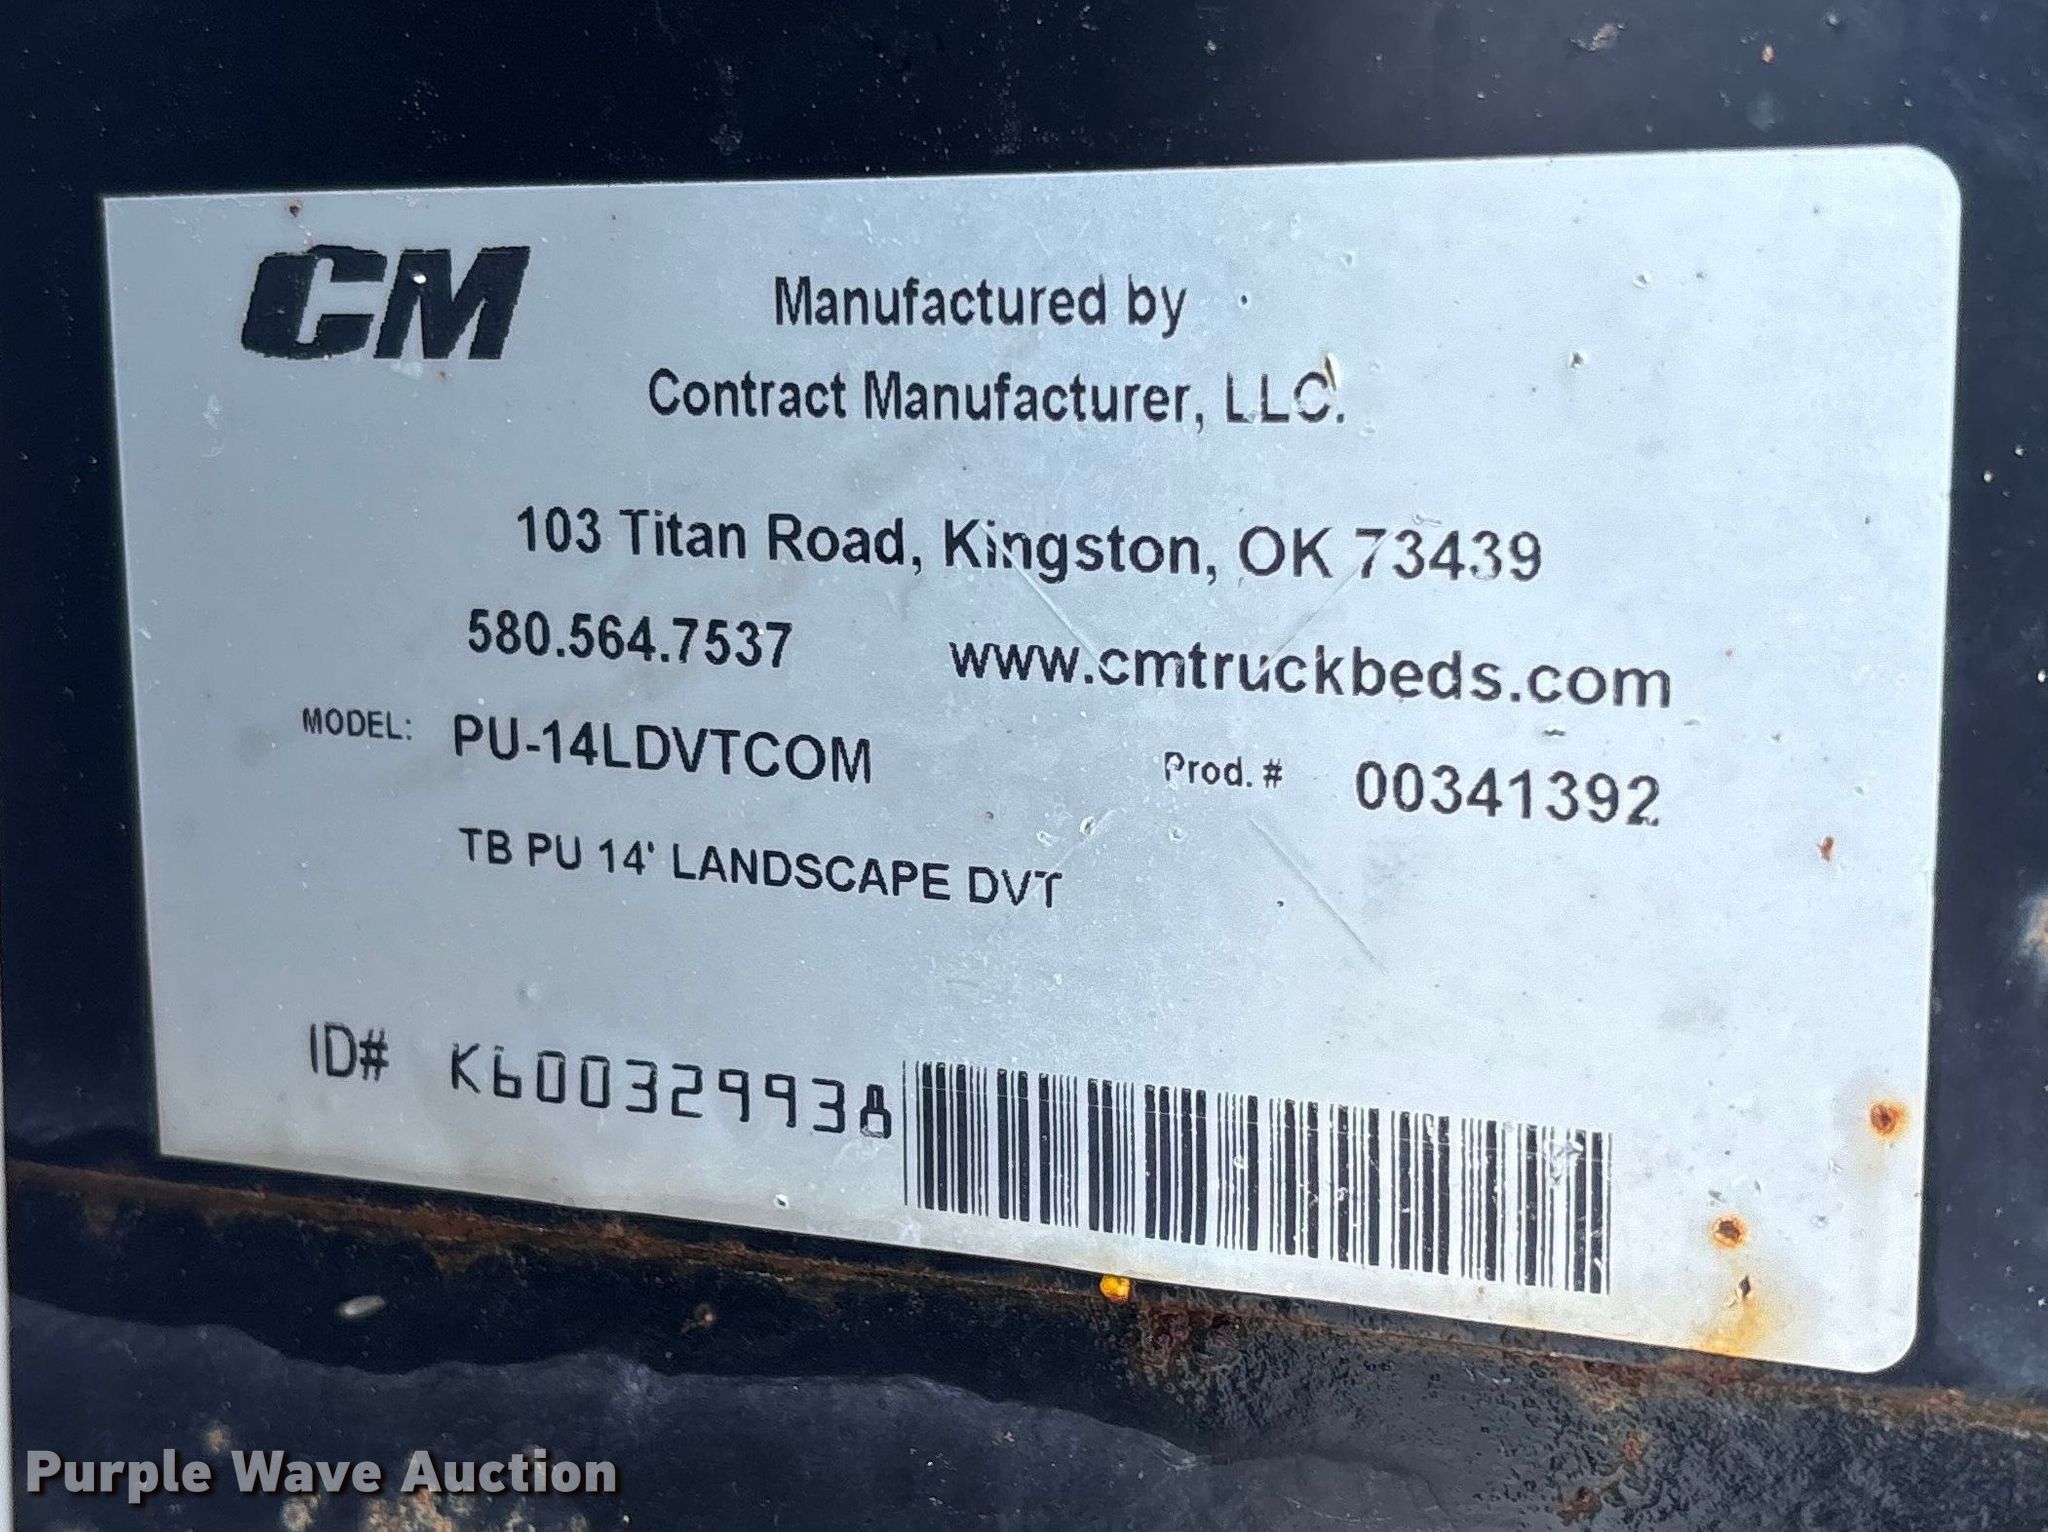 CM
Manufactured by
Contract Manufacturer, LLC.
103 Titan Road, Kingston, OK 73439
580.564.7537 www.cmtruckbeds.com
MODEL: PU-14LDVTCOM Prod. # 00341392
TB PU 14' LANDSCAPE DVT
ID# K600329938
Purple Wave Auction